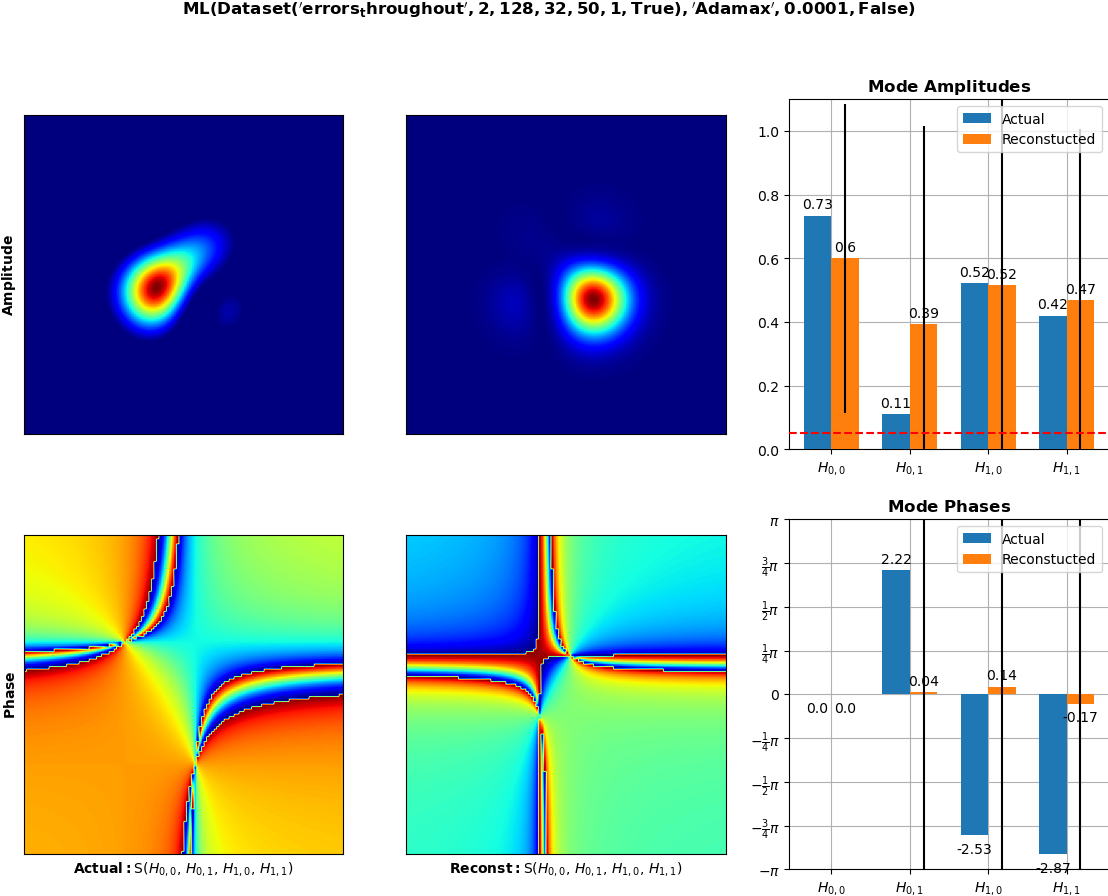 ML(Dataset('errors_throughout', 2, 128, 32, 50, 1, True), 'Adamax', 0.0001, False)
Amplitude
Mode Amplitudes
Actual
Reconstucted
1.0
0.8
0.6
0.4
0.2
0.0
0.73
0.6
0.11
0.39
0.52
0.52
0.42
0.47
H0,0
H0,1
H1,0
H1,1
Phase
Actual: S(H0,0, H0,1, H1,0, H1,1)
Reconst: S(H0,0, H0,1, H1,0, H1,1)
Mode Phases
Actual
Reconstucted
π
3/4π
1/2π
1/4π
0
−1/4π
−1/2π
−3/4π
−π
0.0
0.0
2.22
0.04
-2.53
0.14
-2.87
-0.17
H0,0
H0,1
H1,0
H1,1